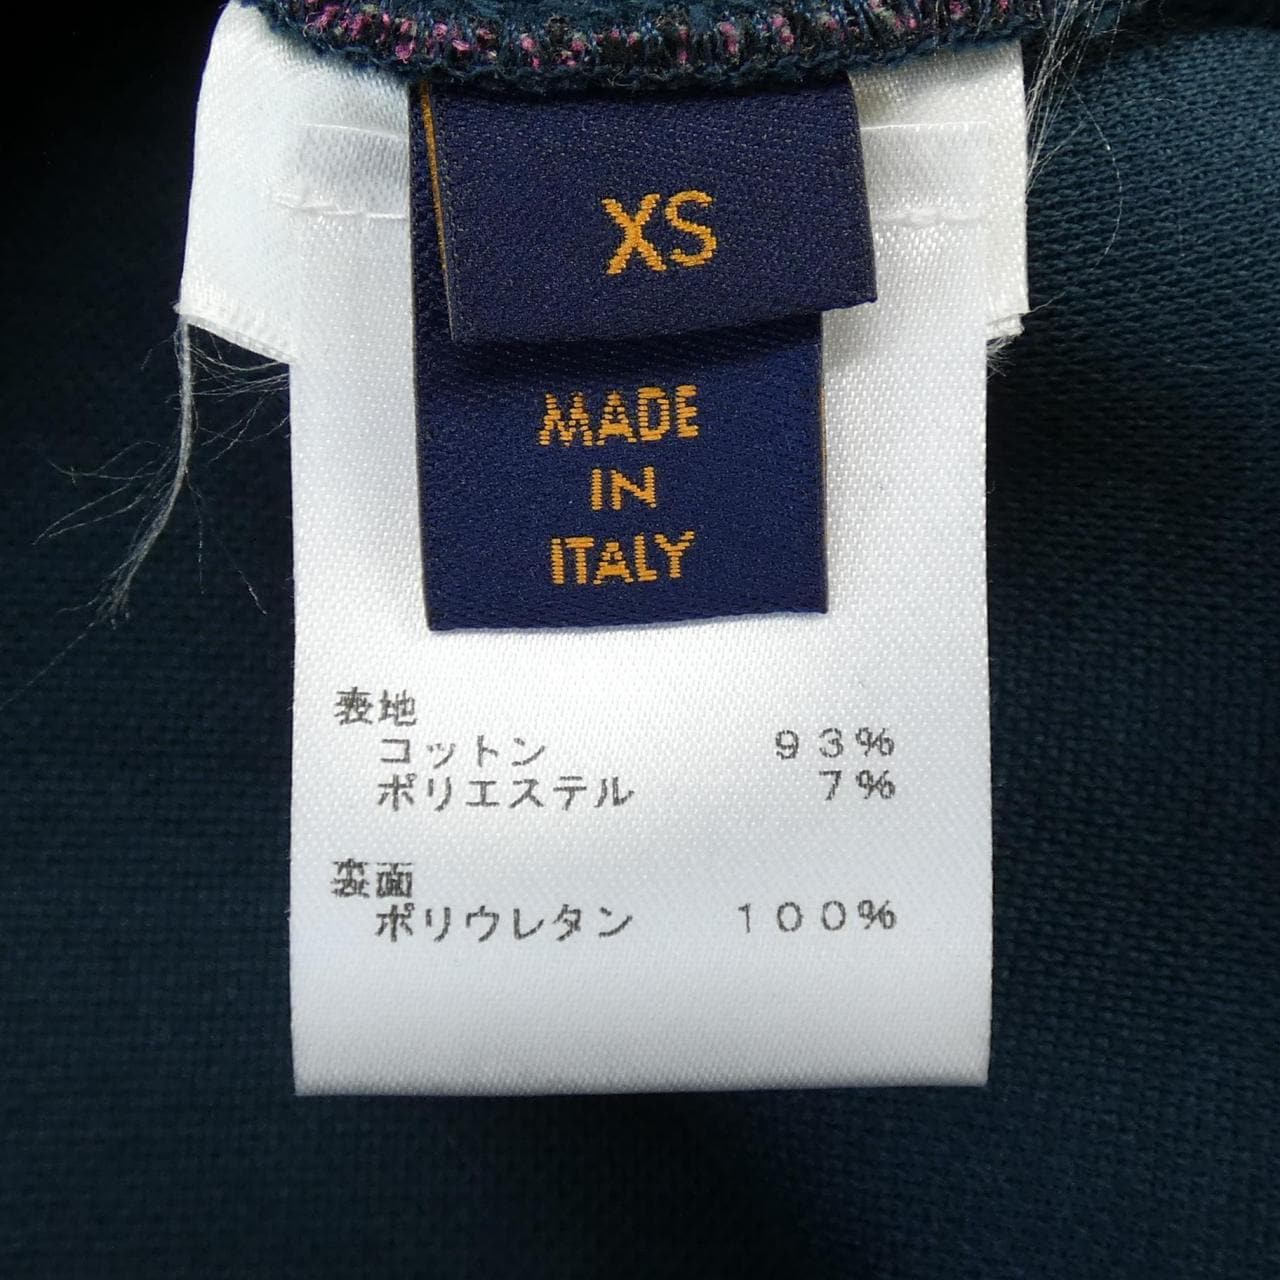 XS
MADE
IN
ITALY
表地
コットン 93%
ポリエステル 7%
裏面
ポリウレタン 100%